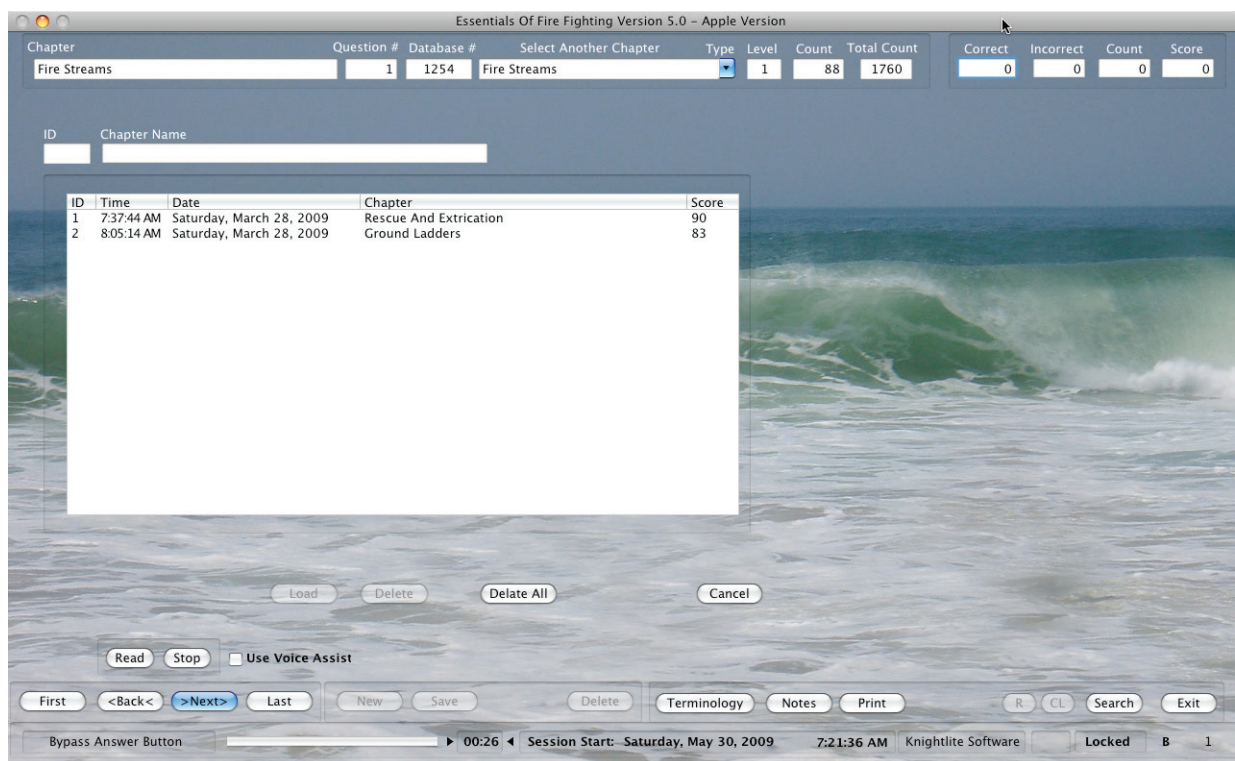 Essentials Of Fire Fighting Version 5.0 - Apple Version
Chapter Question # Database # Select Another Chapter Type Level Count Total Count Correct Incorrect Count Score
Fire Streams 1 1254 Fire Streams 1 88 1760 0 0 0 0
ID Chapter Name
ID Time Date Chapter Score
1 7:37:44 AM Saturday, March 28, 2009 Rescue And Extrication 90
2 8:05:14 AM Saturday, March 28, 2009 Ground Ladders 83
Load Delete Delate All Cancel
Read Stop Use Voice Assist
First <Back< >Next> Last New Save Delete Terminology Notes Print R CL Search Exit
Bypass Answer Button 00:26 Session Start: Saturday, May 30, 2009 7:21:36 AM Knightlite Software Locked B 1